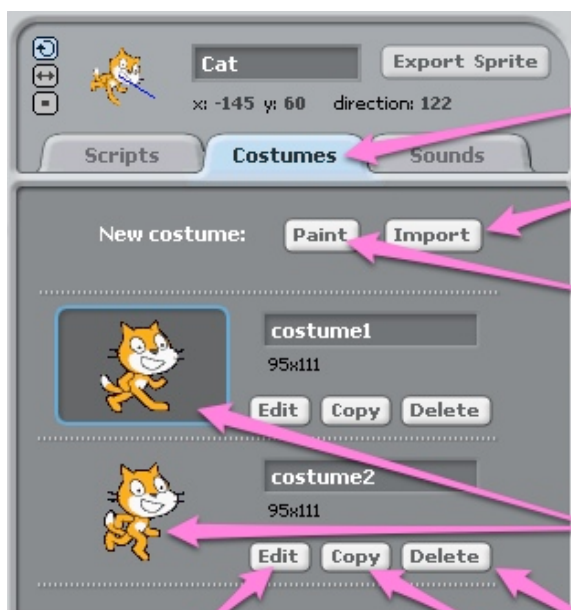 Cat
Export Sprite
x: -145 y: 60 direction: 122
Scripts
Costumes
Sounds
New costume:
Paint
Import
costume1
95x111
Edit
Copy
Delete
costume2
95x111
Edit
Copy
Delete